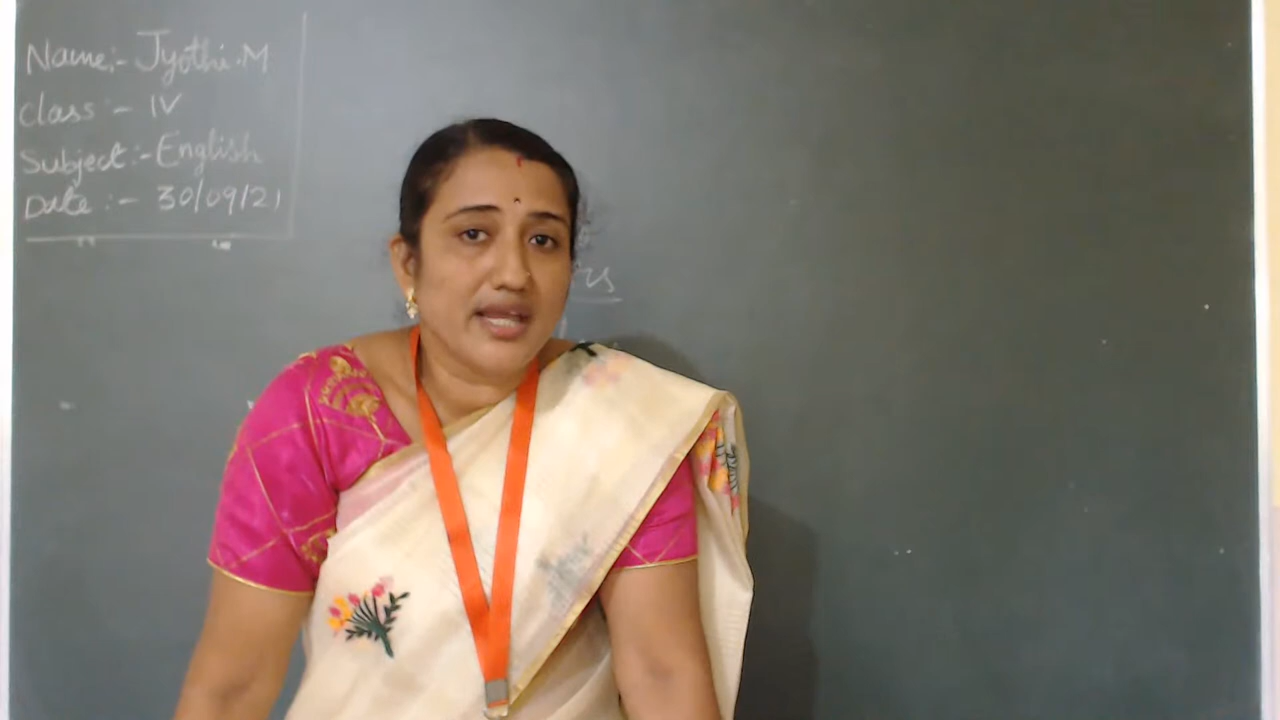 Name:- Jyothi.M
Class :- IV
Subject:- English
Date :- 30/09/21